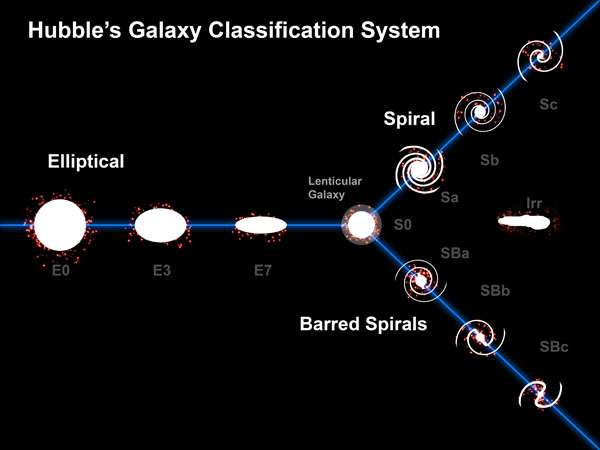 Hubble's Galaxy Classification System
Sc
Spiral
Sb
Elliptical
Lenticular
Galaxy
Sa
Irr
S0
E0
E3
E7
SBa
SBb
Barred Spirals
SBc